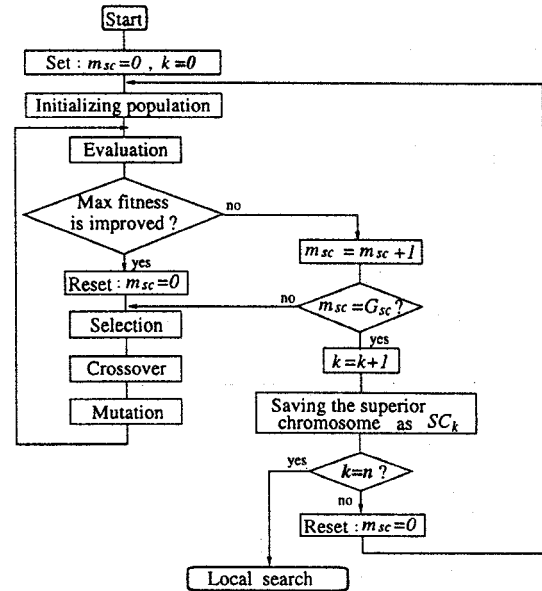 Start
Set : m_sc=0 , k=0
Initializing population
Evaluation
Max fitness
is improved ?
no
yes
m_sc = m_sc+1
Reset : m_sc=0
no
m_sc=G_sc ?
yes
Selection
k=k+1
Crossover
Saving the superior
chromosome as SC_k
Mutation
yes
k=n ?
no
Reset : m_sc=0
Local search